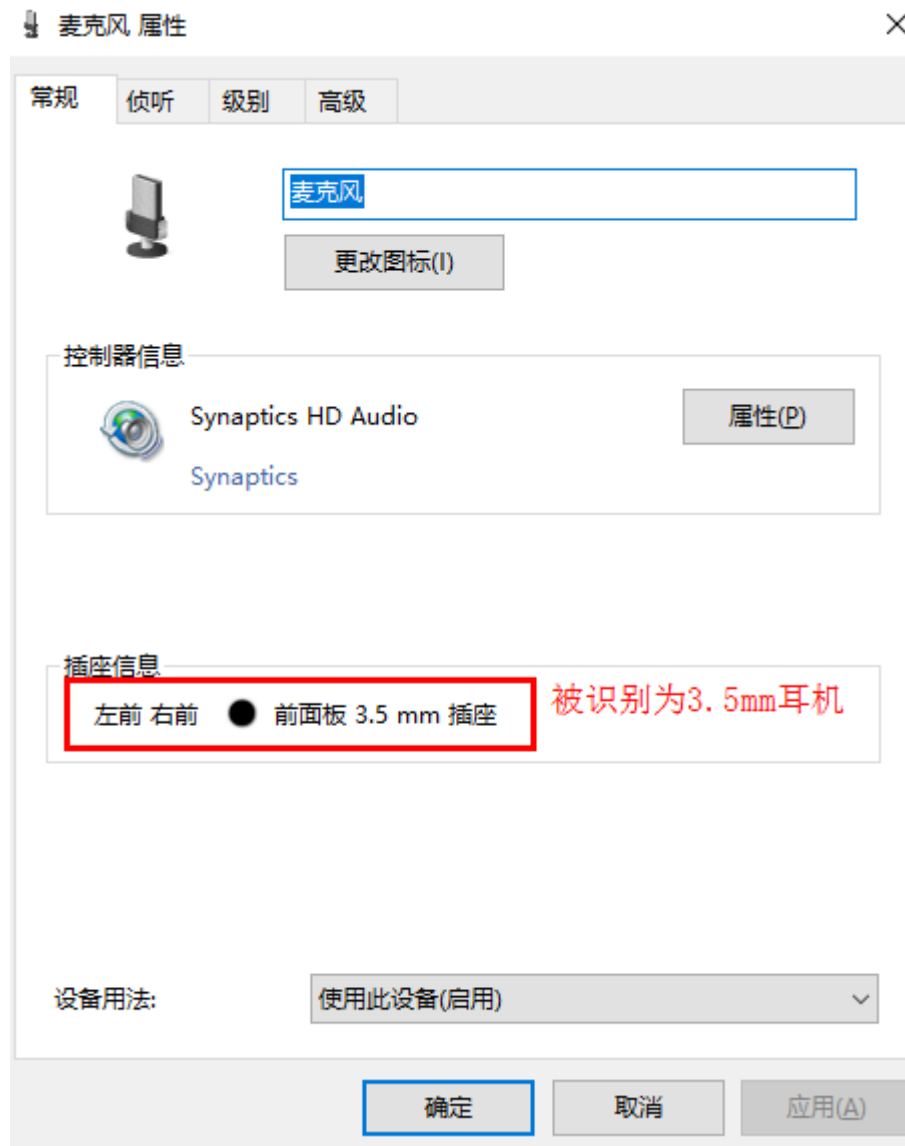 麦克风 属性
常规 侦听 级别 高级
麦克风
更改图标(I)
控制器信息
Synaptics HD Audio 属性(P)
Synaptics
插座信息
左前 右前 前面板 3.5 mm 插座 被识别为3.5mm耳机
设备用法: 使用此设备(启用)
确定 取消 应用(A)